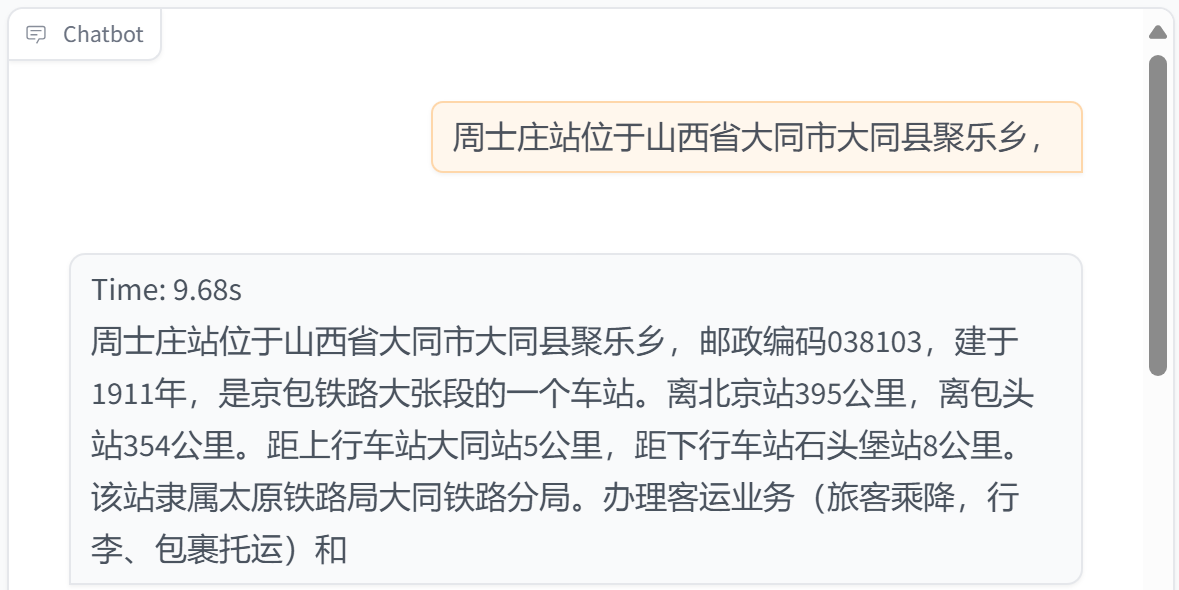 Chatbot
周士庄站位于山西省大同市大同县聚乐乡，
Time: 9.68s
周士庄站位于山西省大同市大同县聚乐乡，邮政编码038103，建于
1911年，是京包铁路大张段的一个车站。离北京站395公里，离包头
站354公里。距上行车站大同站5公里，距下行车站石头堡站8公里。
该站隶属太原铁路局大同铁路分局。办理客运业务（旅客乘降，行
李、包裹托运）和